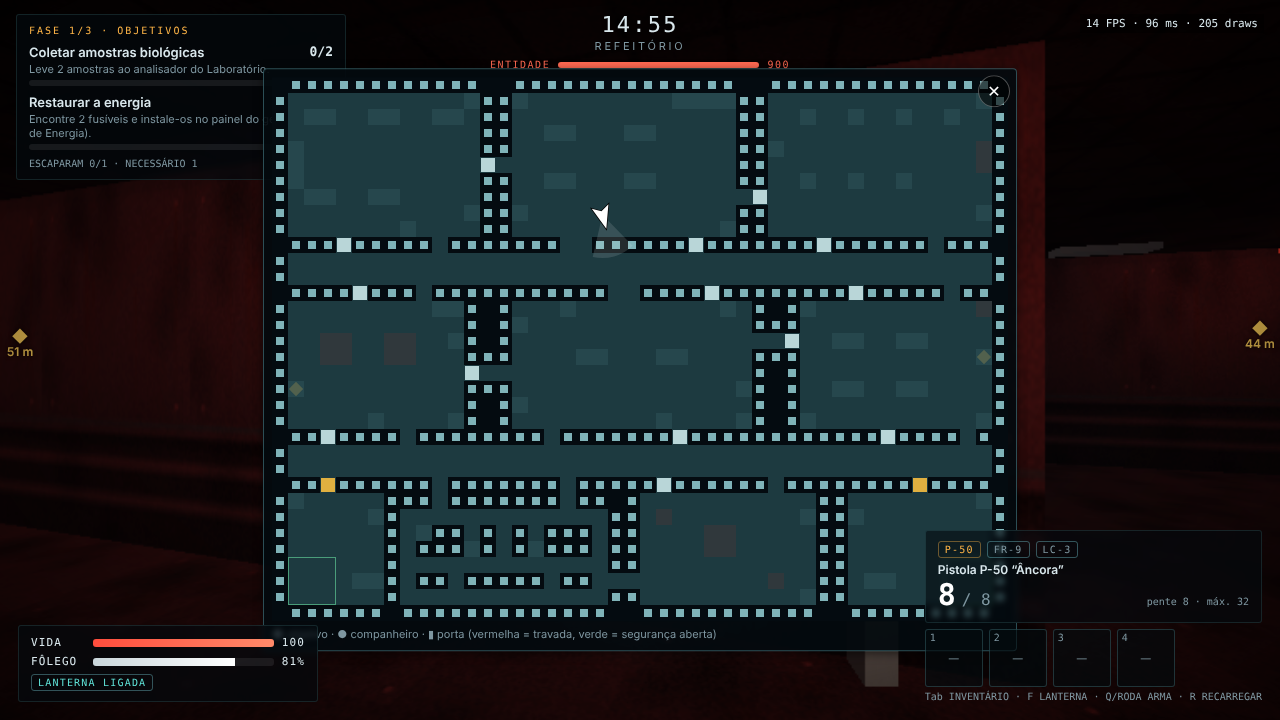 FASE 1/3 · OBJETIVOS
Coletar amostras biológicas 0/2
Leve 2 amostras ao analisador do Laboratório
Restaurar a energia
Encontre 2 fusíveis e instale-os no painel do
de Energia).
ESCAPARAM 0/1 · NECESSÁRIO 1
14:55
REFEITÓRIO
ENTIDADE 900
14 FPS · 96 ms · 205 draws
✕
51 m
44 m
· companheiro · porta (vermelha = travada, verde = segurança aberta)
VIDA 100
FÔLEGO 81%
LANTERNA LIGADA
P-50 FR-9 LC-3
Pistola P-50 “Âncora”
8 / 8
pente 8 · máx. 32
1 2 3 4
— — — —
Tab INVENTÁRIO · F LANTERNA · Q/RODA ARMA · R RECARREGAR